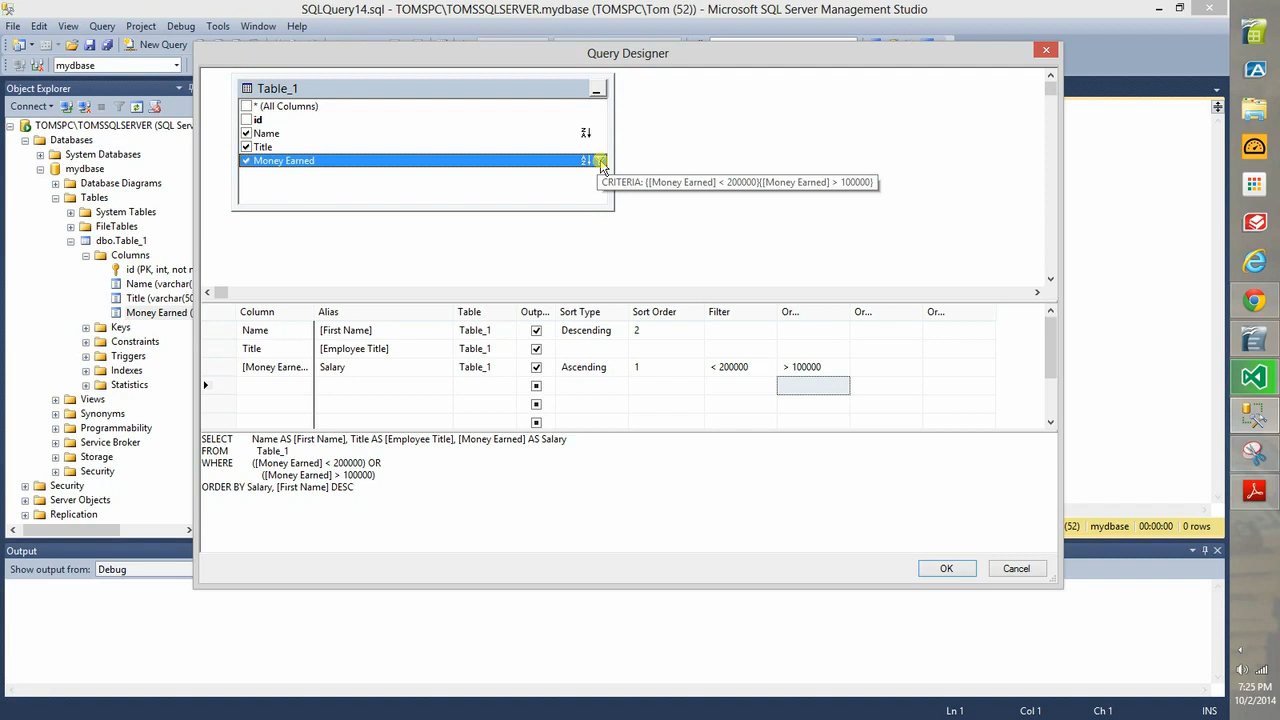 SQLQuery14.sql - TOMSPC\TOMSSQLSERVER.mydbase (TOMSPC\Tom (52)) - Microsoft SQL Server Management Studio
File Edit View Query Project Debug Tools Window Help
New Query
mydbase
Object Explorer
Connect
TOMSPC\TOMSSQLSERVER (SQL Serv
Databases
System Databases
mydbase
Database Diagrams
Tables
System Tables
FileTables
dbo.Table_1
Columns
id (PK, int, not n
Name (varchar(
Title (varchar(50
Money Earned (
Keys
Constraints
Triggers
Indexes
Statistics
Views
Synonyms
Programmability
Service Broker
Storage
Security
Security
Server Objects
Replication
Query Designer
Table_1
* (All Columns)
id
Name
Title
Money Earned
CRITERIA: {[Money Earned] < 200000}{[Money Earned] > 100000}
Column Alias Table Outp... Sort Type Sort Order Filter Or... Or... Or...
Name [First Name] Table_1 Descending 2
Title [Employee Title] Table_1
[Money Earne... Salary Table_1 Ascending 1 < 200000 > 100000
SELECT Name AS [First Name], Title AS [Employee Title], [Money Earned] AS Salary
FROM Table_1
WHERE ([Money Earned] < 200000) OR
([Money Earned] > 100000)
ORDER BY Salary, [First Name] DESC
OK Cancel
(52) mydbase 00:00:00 0 rows
Output
Show output from: Debug
Ln 1 Col 1 Ch 1 INS
7:25 PM
10/2/2014